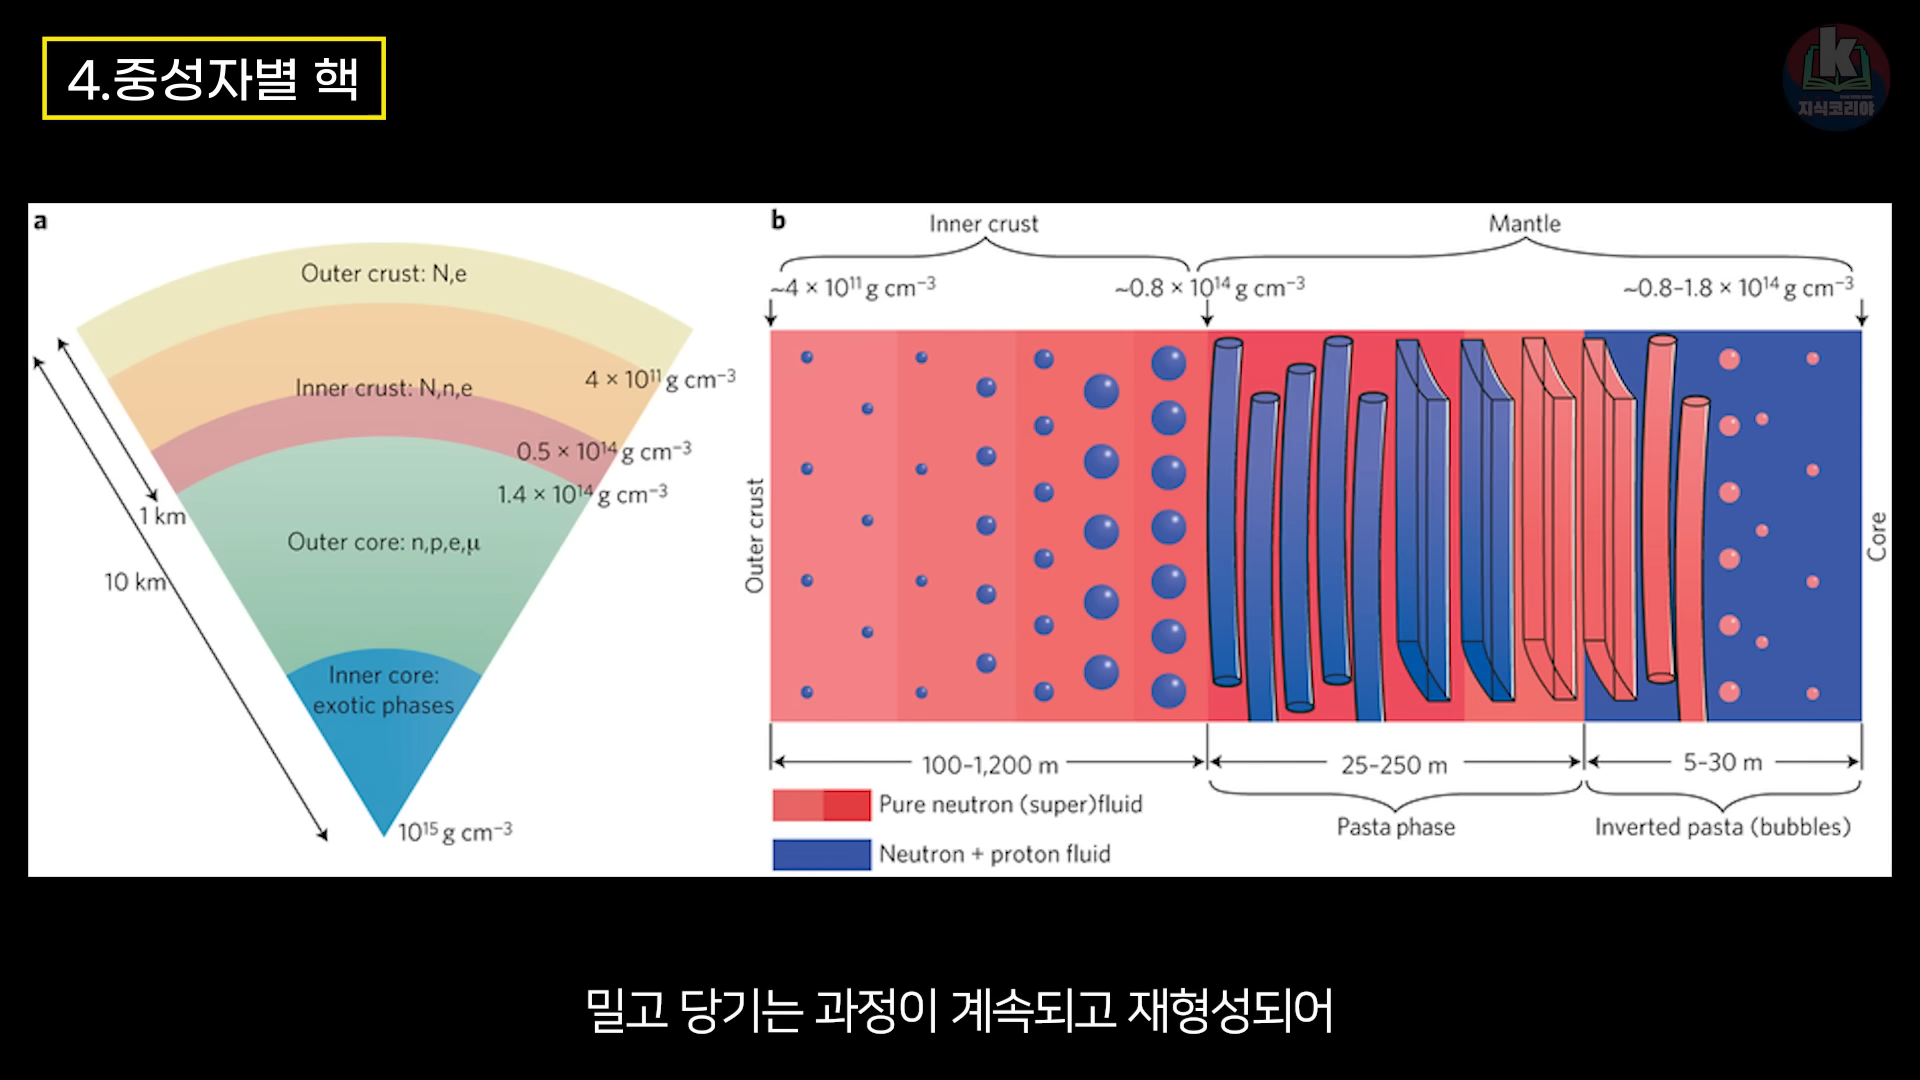 4.중성자별 핵
k
지식코리아
a
Outer crust: N,e
4 × 10¹¹ g cm⁻³
Inner crust: N,n,e
0.5 × 10¹⁴ g cm⁻³
1.4 × 10¹⁴ g cm⁻³
1 km
Outer core: n,p,e,μ
10 km
Inner core:
exotic phases
10¹⁵ g cm⁻³
b
Inner crust
Mantle
~4 × 10¹¹ g cm⁻³
~0.8 × 10¹⁴ g cm⁻³
~0.8–1.8 × 10¹⁴ g cm⁻³
Outer crust
Core
100–1,200 m
25–250 m
5–30 m
Pure neutron (super)fluid
Pasta phase
Inverted pasta (bubbles)
Neutron + proton fluid
밀고 당기는 과정이 계속되고 재형성되어